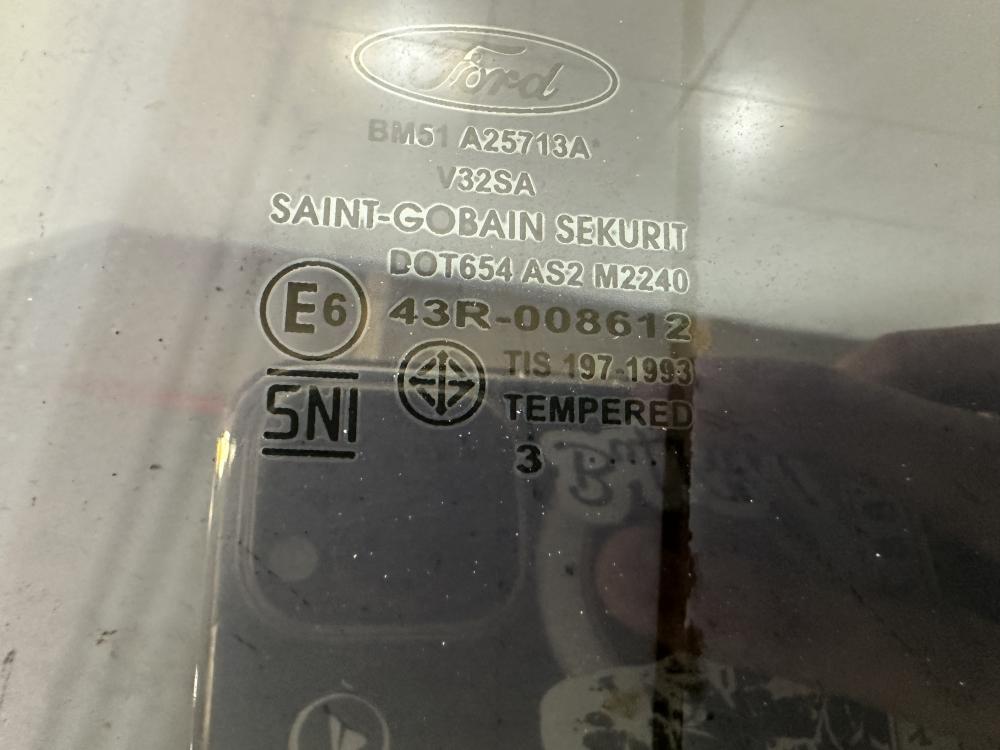 Ford
BM51 A25713A
V32SA
SAINT-GOBAIN SEKURIT
DOT654 AS2 M2240
E6 43R-008612
TIS 197-1993
SNI
TEMPERED
3 .....